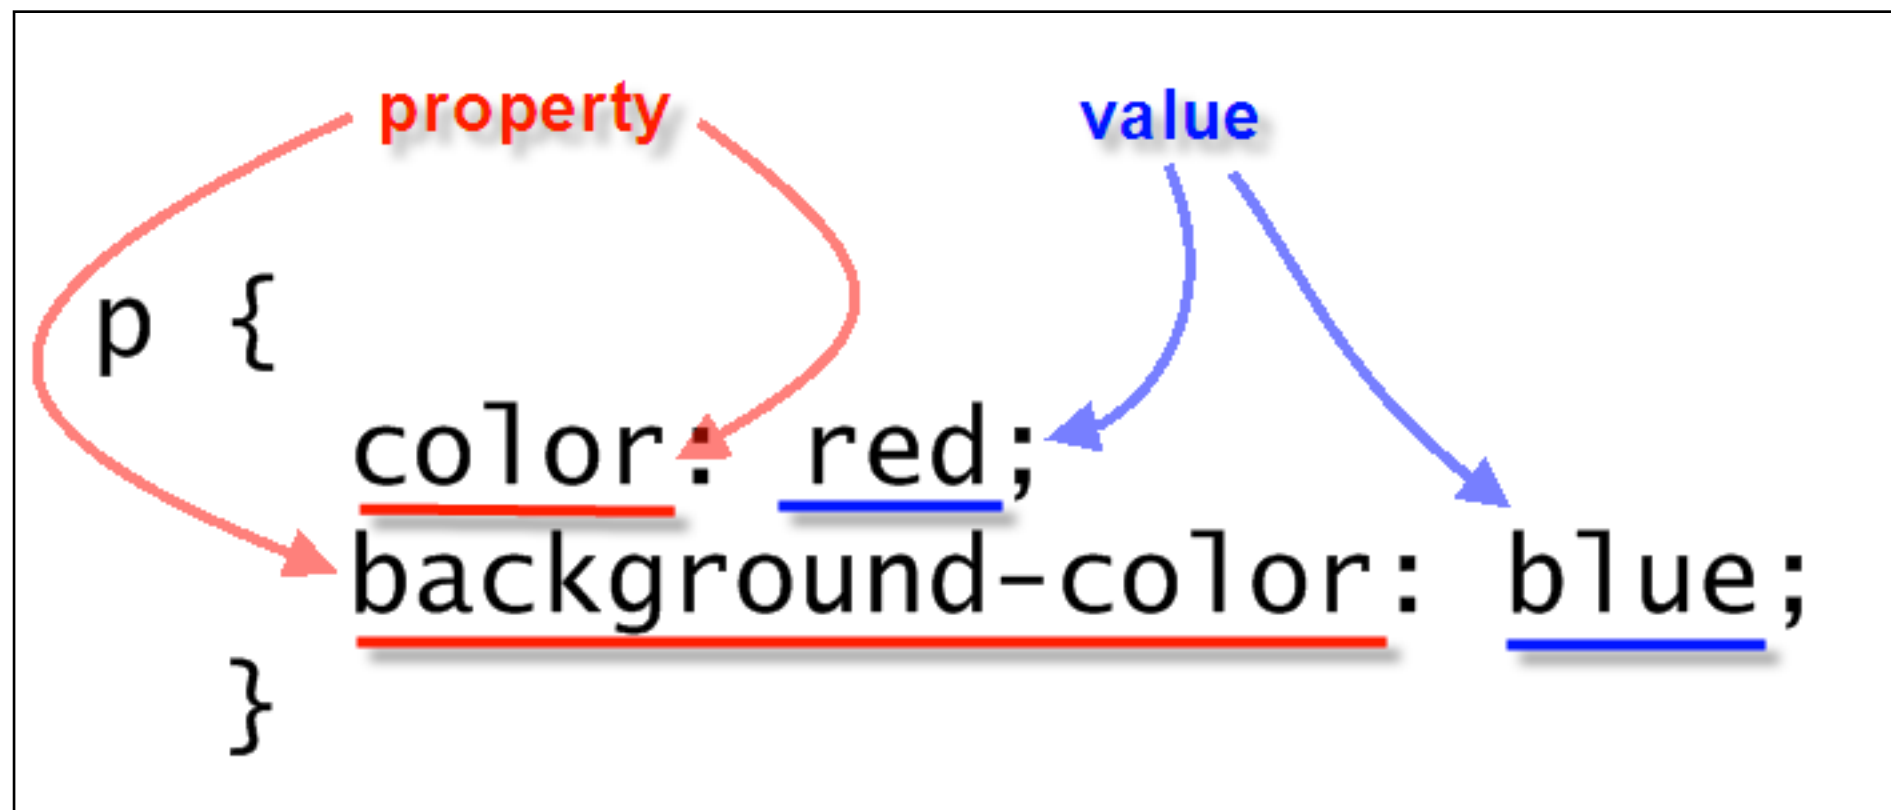 property value
p {
color: red;
background-color: blue;
}